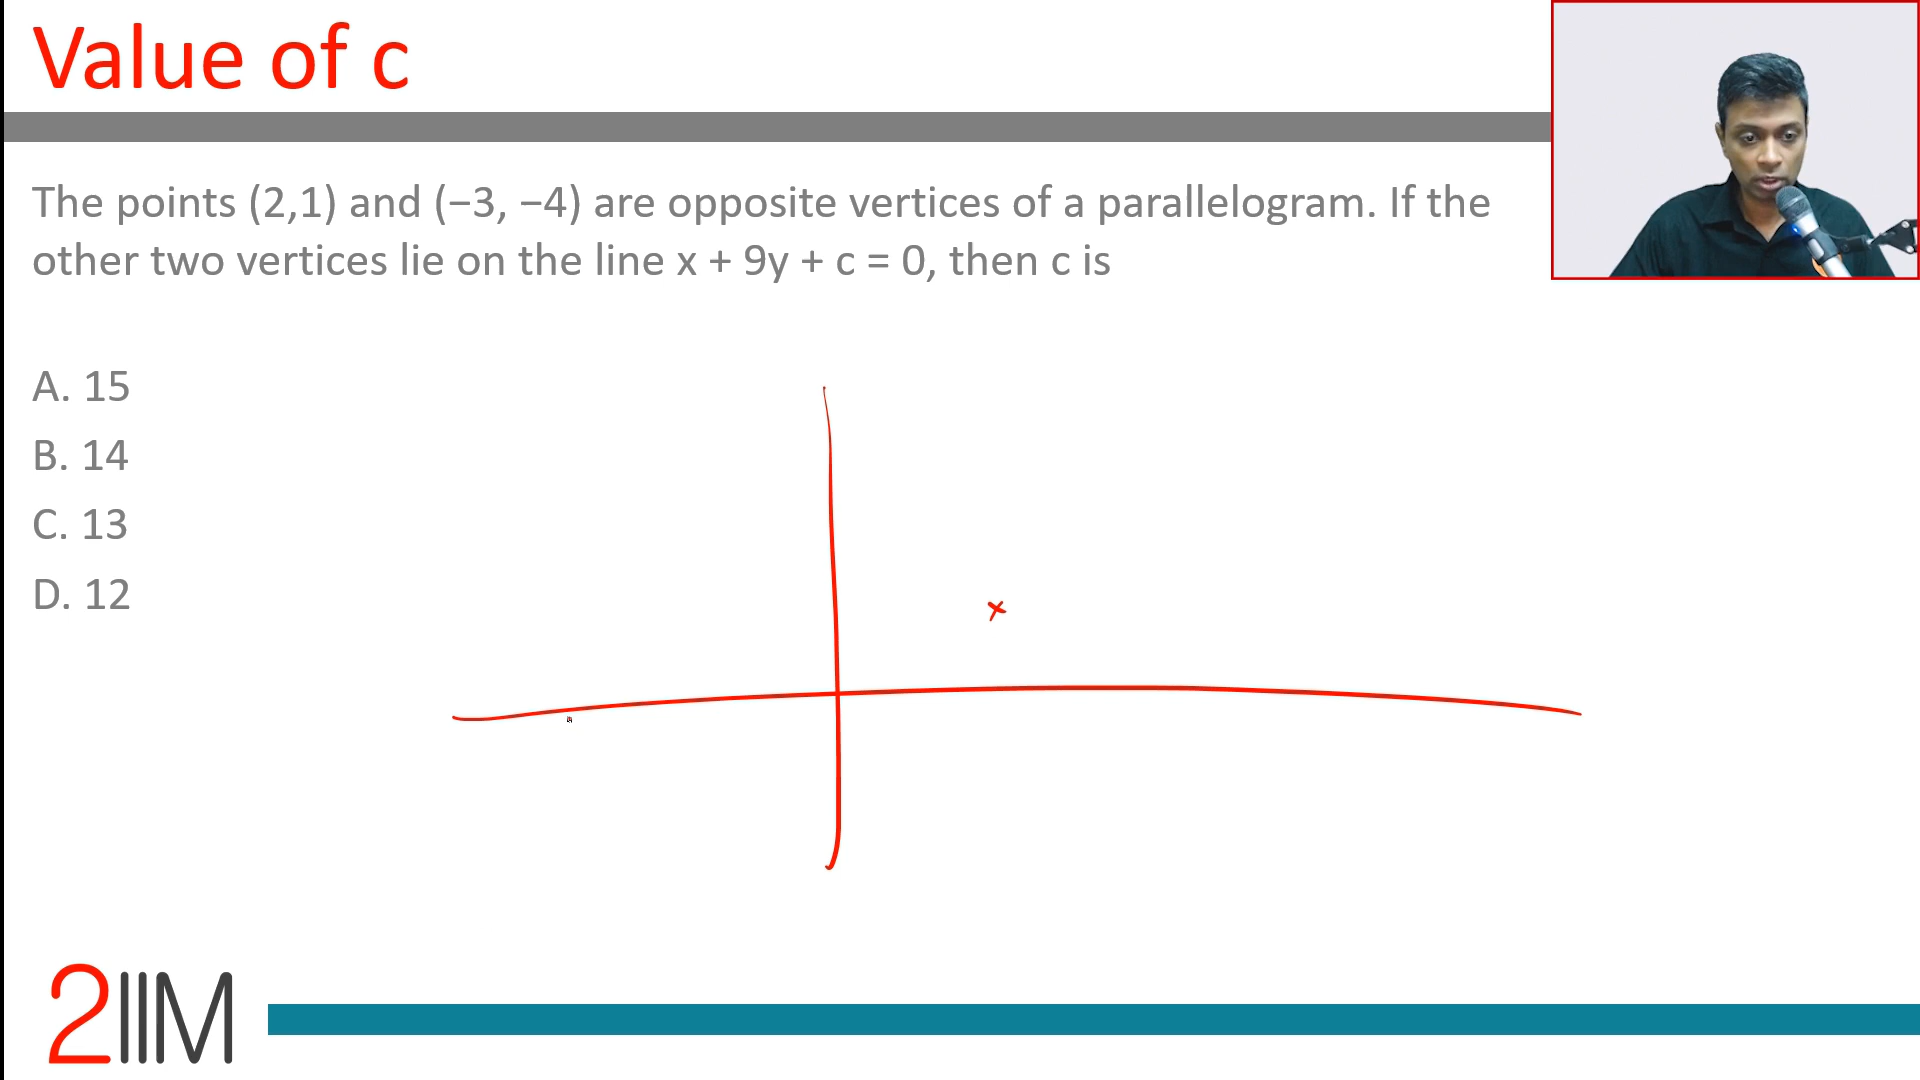 Value of c
The points (2,1) and (−3, −4) are opposite vertices of a parallelogram. If the
other two vertices lie on the line x + 9y + c = 0, then c is
A. 15
B. 14
C. 13
D. 12
2IIM